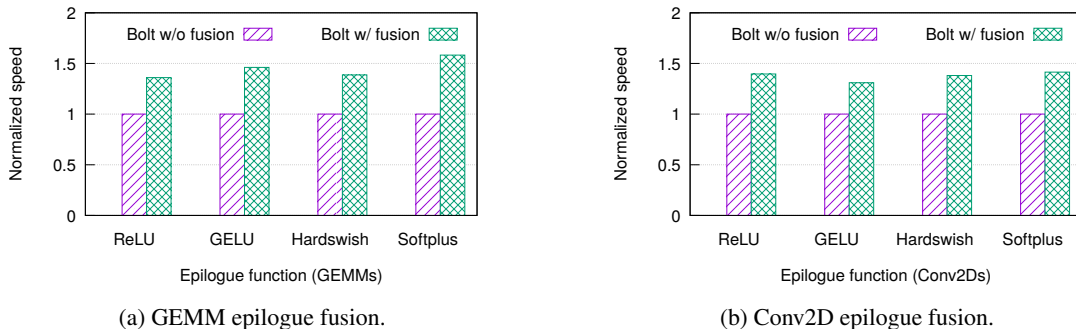 2
1.5
1
0.5
0
Normalized speed
Bolt w/o fusion
Bolt w/ fusion
ReLU GELU Hardswish Softplus
Epilogue function (GEMMs)
(a) GEMM epilogue fusion.
2
1.5
1
0.5
0
Normalized speed
Bolt w/o fusion
Bolt w/ fusion
ReLU GELU Hardswish Softplus
Epilogue function (Conv2Ds)
(b) Conv2D epilogue fusion.